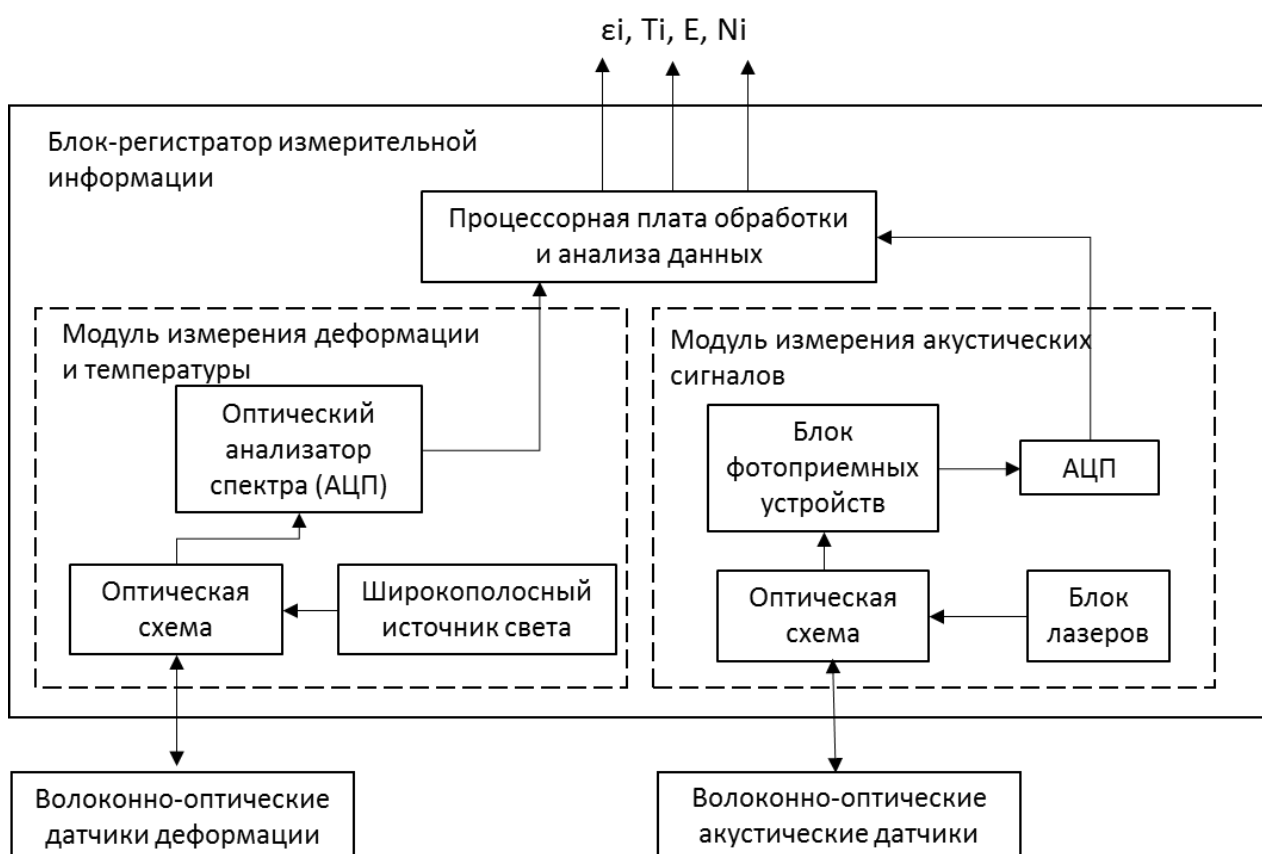 εi, Ti, E, Ni
Блок-регистратор измерительной
информации
Процессорная плата обработки
и анализа данных
Модуль измерения деформации
и температуры
Оптический
анализатор
спектра (АЦП)
Оптическая
схема
Широкополосный
источник света
Модуль измерения акустических
сигналов
Блок
фотоприемных
устройств
АЦП
Оптическая
схема
Блок
лазеров
Волоконно-оптические
датчики деформации
Волоконно-оптические
акустические датчики